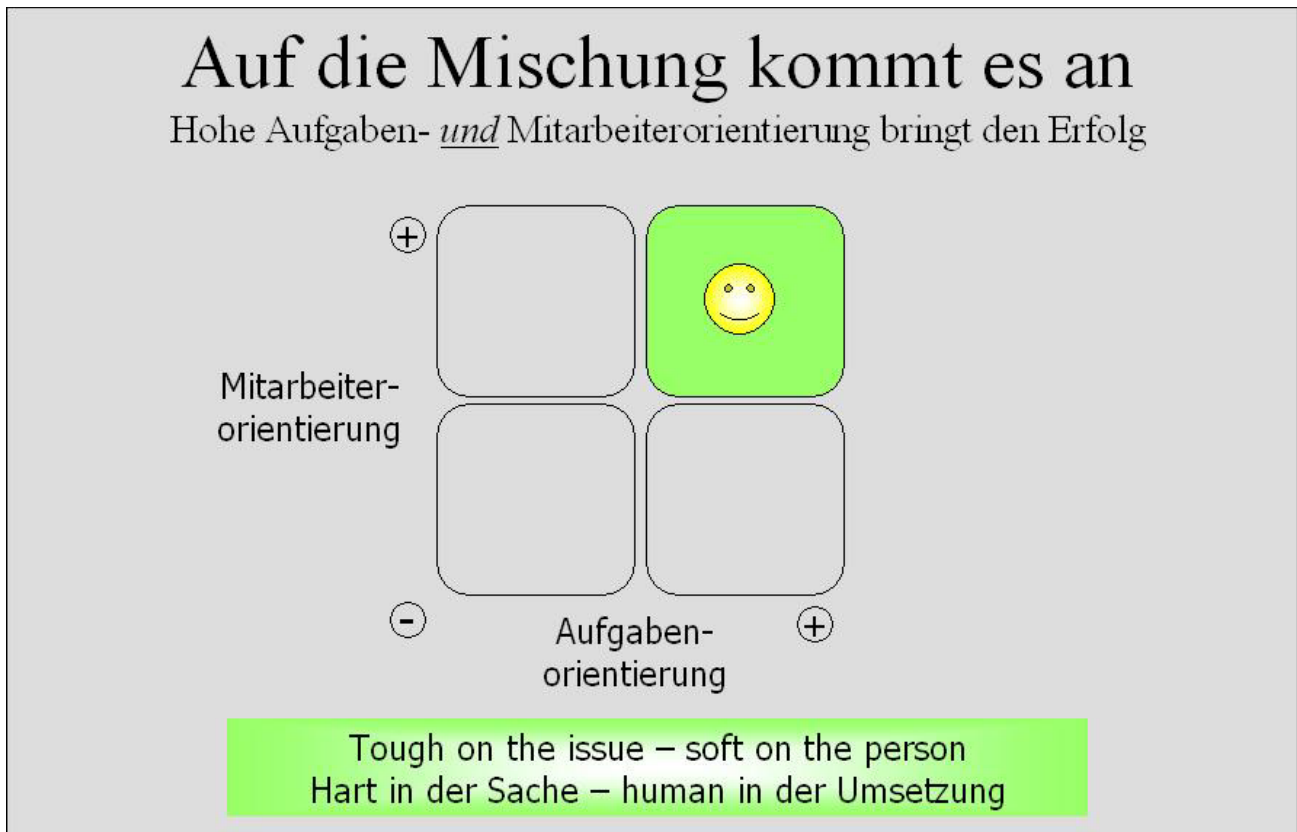 Auf die Mischung kommt es an
Hohe Aufgaben- und Mitarbeiterorientierung bringt den Erfolg
+
Mitarbeiter-
orientierung
-
Aufgaben-
orientierung
+
Tough on the issue – soft on the person
Hart in der Sache – human in der Umsetzung